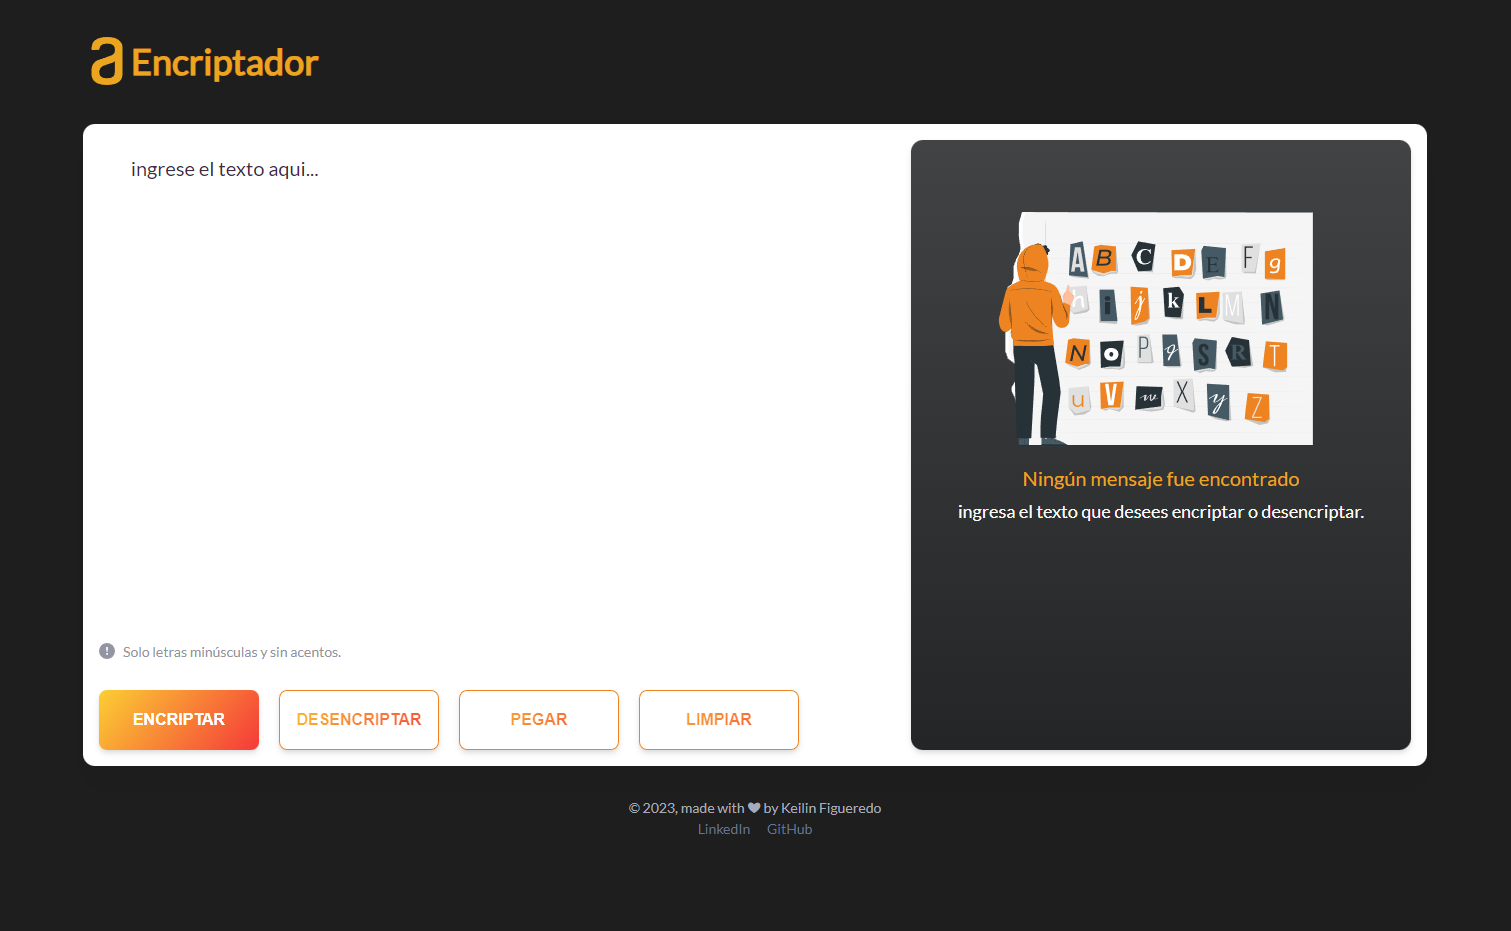 a Encriptador
ingrese el texto aqui...
A B C D E F g
h i j k L M N
N o P q S R T
u V w X y Z
Ningún mensaje fue encontrado
ingresa el texto que desees encriptar o desencriptar.
Solo letras minúsculas y sin acentos.
ENCRIPTAR DESENCRIPTAR PEGAR LIMPIAR
© 2023, made with by Keilin Figueredo
LinkedIn GitHub